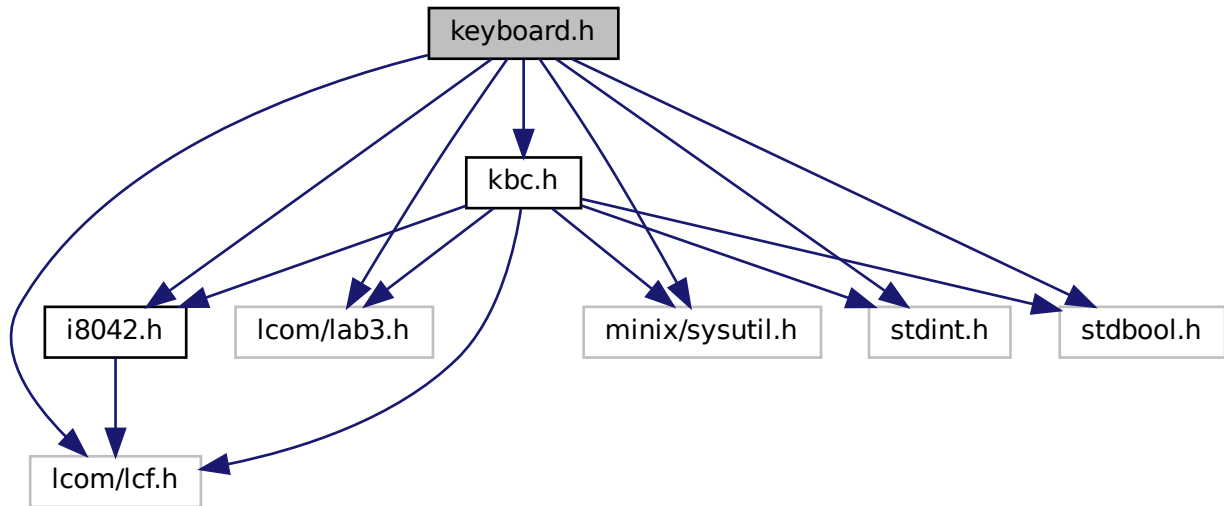 keyboard.h
kbc.h
i8042.h
lcom/lab3.h
minix/sysutil.h
stdint.h
stdbool.h
lcom/lcf.h